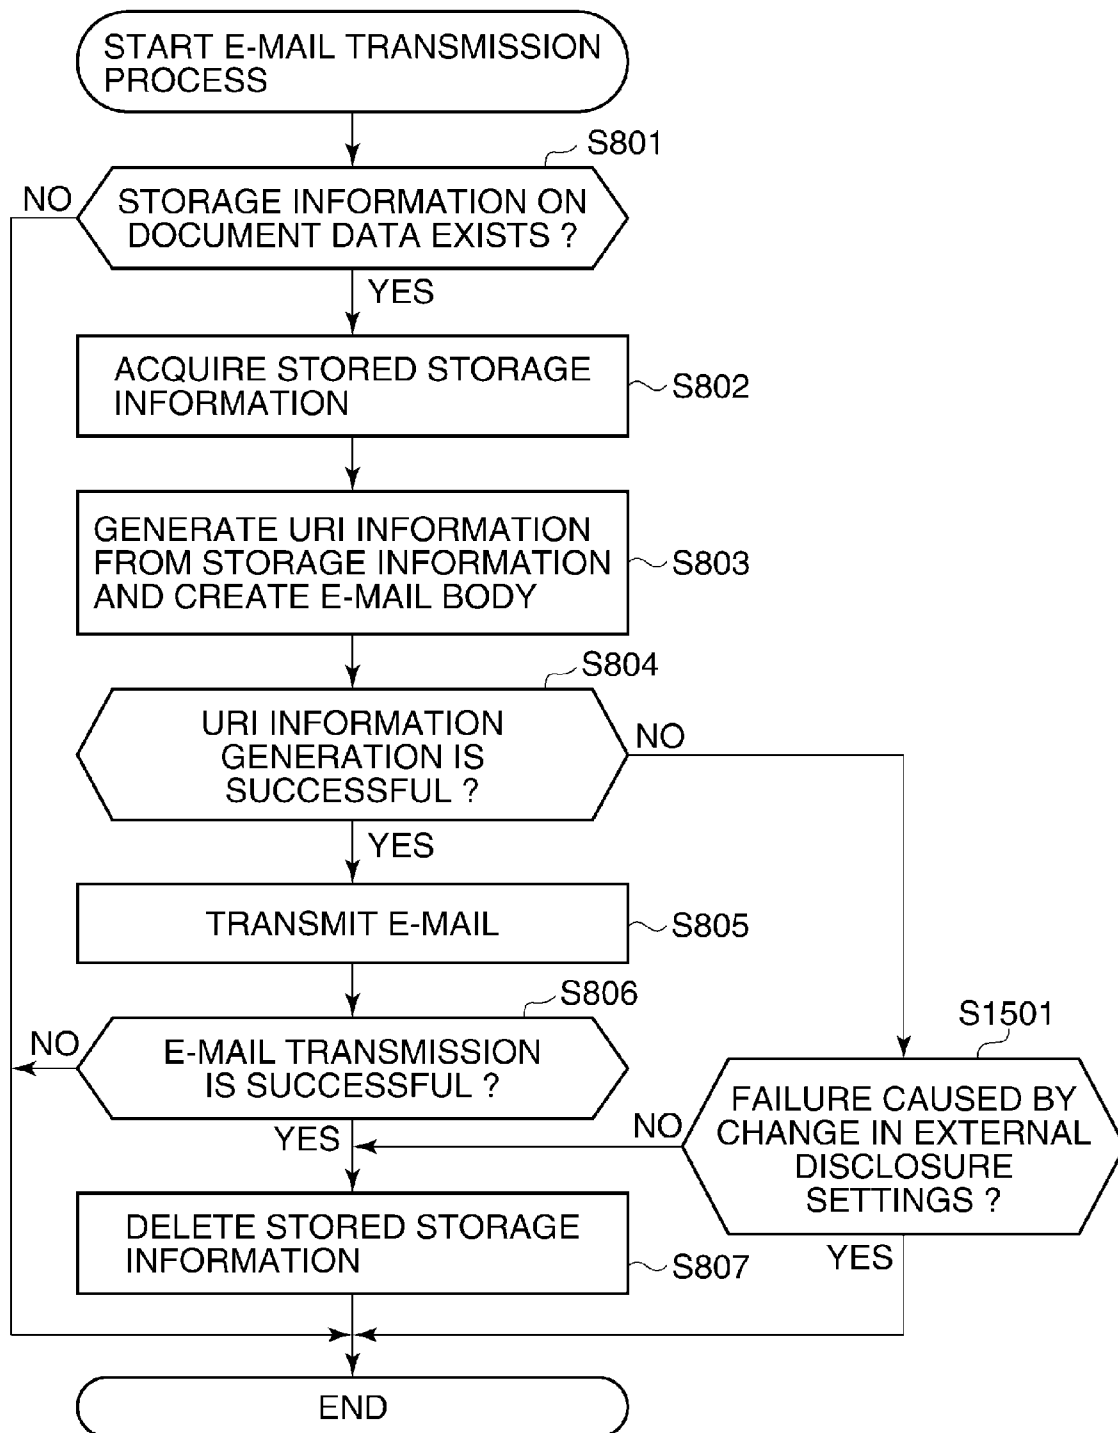 START E-MAIL TRANSMISSION
PROCESS
S801
NO
STORAGE INFORMATION ON
DOCUMENT DATA EXISTS ?
YES
ACQUIRE STORED STORAGE
INFORMATION
S802
GENERATE URI INFORMATION
FROM STORAGE INFORMATION
AND CREATE E-MAIL BODY
S803
S804
URI INFORMATION
GENERATION IS
SUCCESSFUL ?
NO
YES
TRANSMIT E-MAIL
S805
S806
NO
E-MAIL TRANSMISSION
IS SUCCESSFUL ?
YES
S1501
FAILURE CAUSED BY
CHANGE IN EXTERNAL
DISCLOSURE
SETTINGS ?
NO
YES
DELETE STORED STORAGE
INFORMATION
S807
END